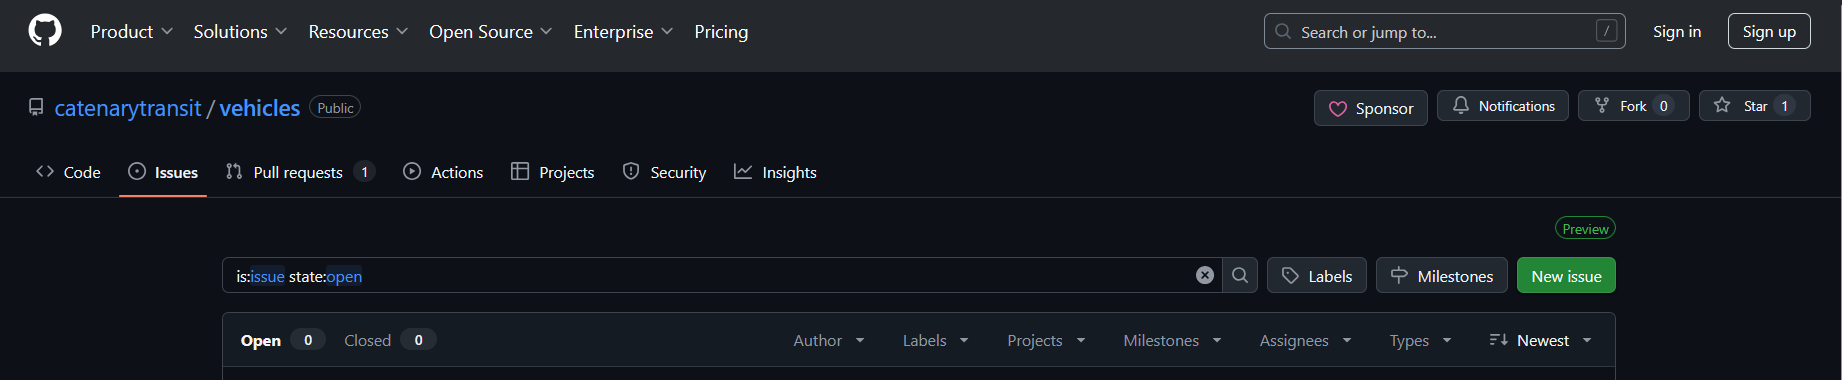 Product Solutions Resources Open Source Enterprise Pricing Search or jump to... / Sign in Sign up
catenarytransit / vehicles Public Sponsor Notifications Fork 0 Star 1
Code Issues Pull requests 1 Actions Projects Security Insights
Preview
is:issue state:open Labels Milestones New issue
Open 0 Closed 0 Author Labels Projects Milestones Assignees Types Newest